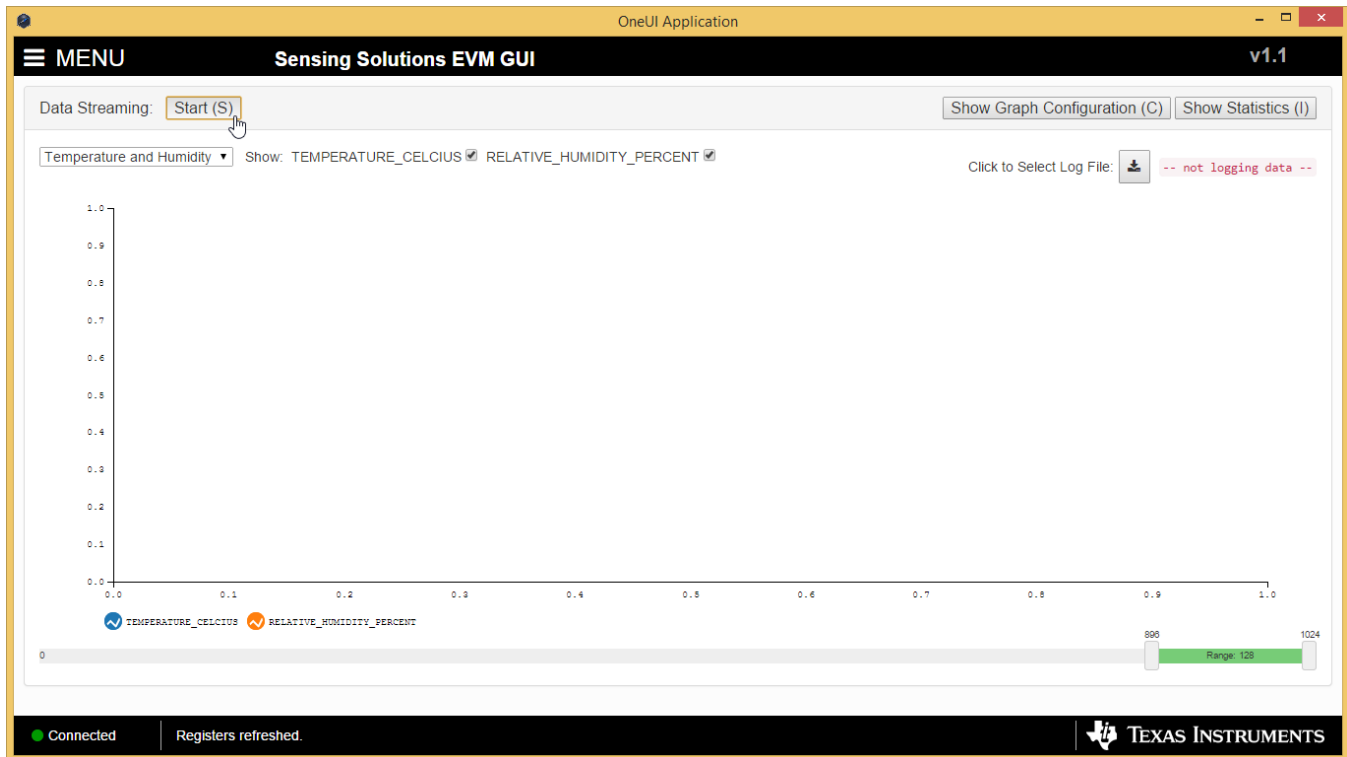 OneUI Application
MENU Sensing Solutions EVM GUI v1.1
Data Streaming: Start (S) Show Graph Configuration (C) Show Statistics (I)
Temperature and Humidity Show: TEMPERATURE_CELCIUS RELATIVE_HUMIDITY_PERCENT
Click to Select Log File: -- not logging data --
1.0
0.9
0.8
0.7
0.6
0.5
0.4
0.3
0.2
0.1
0.0
0.0 0.1 0.2 0.3 0.4 0.5 0.6 0.7 0.8 0.9 1.0
TEMPERATURE_CELCIUS RELATIVE_HUMIDITY_PERCENT
896 1024
0 Range: 128
Connected Registers refreshed. TEXAS INSTRUMENTS